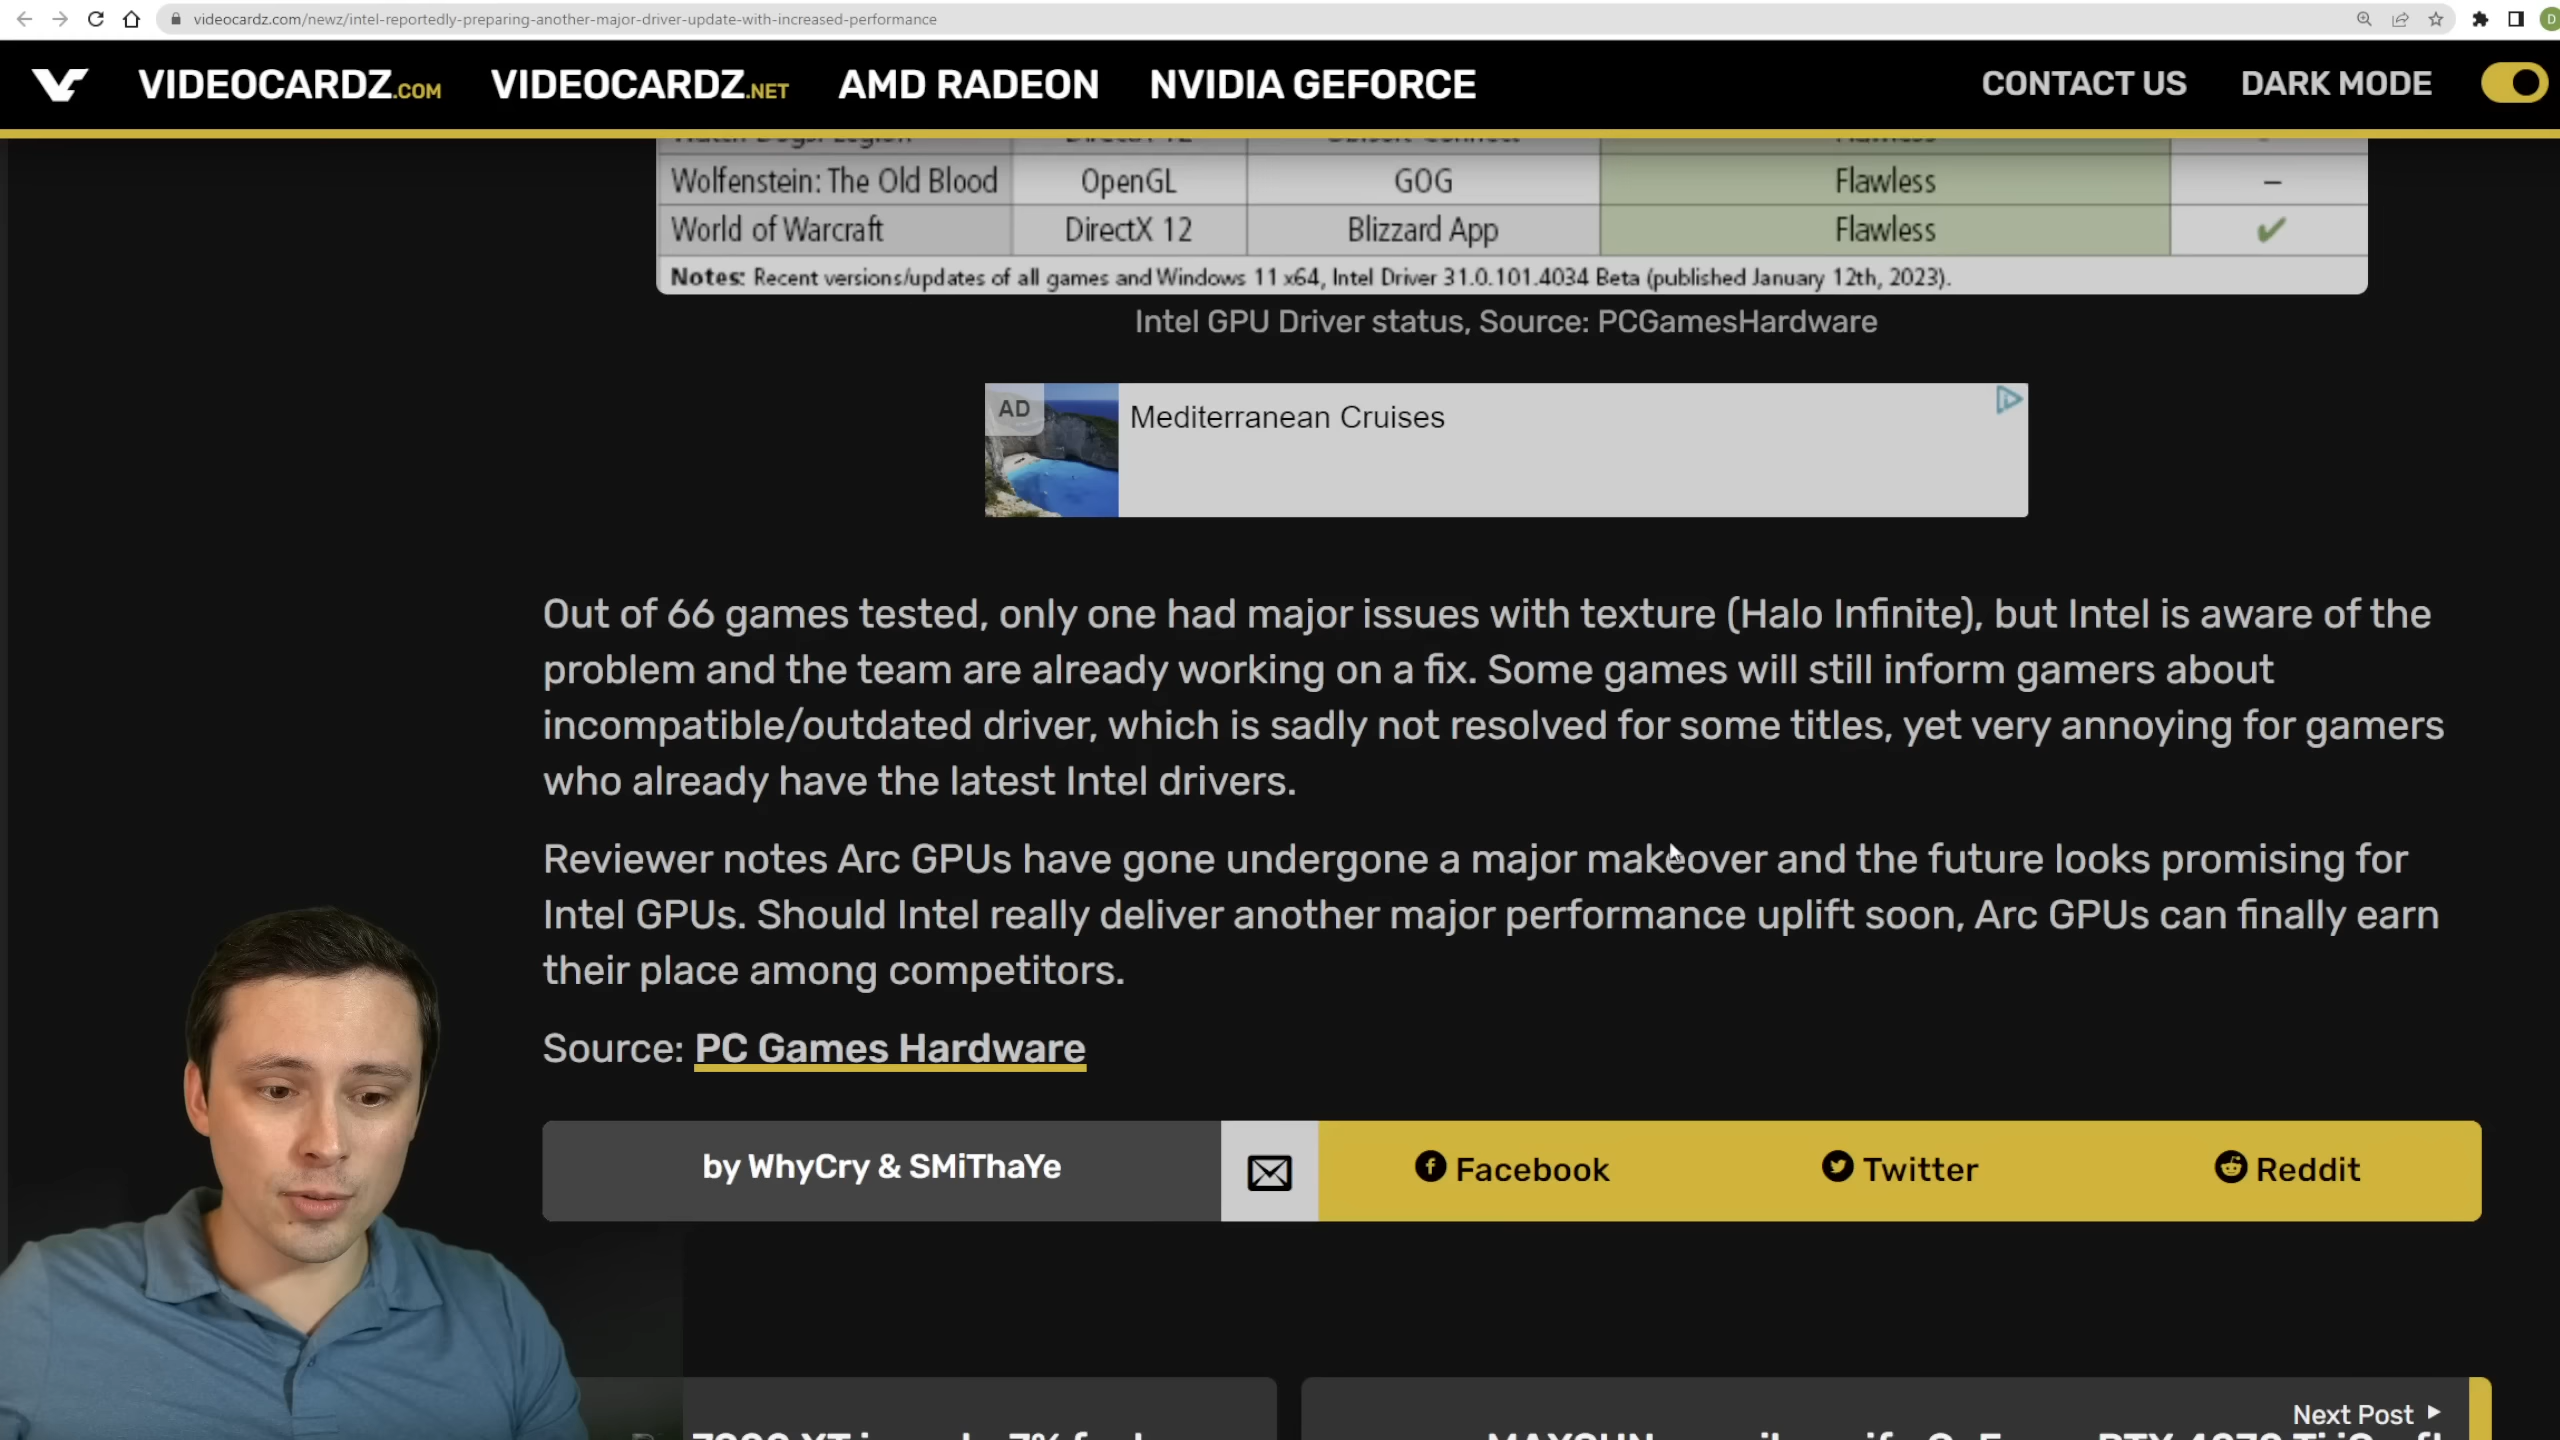 videocardz.com/newz/intel-reportedly-preparing-another-major-driver-update-with-increased-performance
D
VIDEOCARDZ.COM VIDEOCARDZ.NET AMD RADEON NVIDIA GEFORCE CONTACT US DARK MODE
Watch Dogs: Legion DirectX 12 Ubisoft Connect Flawless
Wolfenstein: The Old Blood OpenGL GOG Flawless –
World of Warcraft DirectX 12 Blizzard App Flawless ✔
Notes: Recent versions/updates of all games and Windows 11 x64, Intel Driver 31.0.101.4034 Beta (published January 12th, 2023).
Intel GPU Driver status, Source: PCGamesHardware
AD
Mediterranean Cruises
Out of 66 games tested, only one had major issues with texture (Halo Infinite), but Intel is aware of the
problem and the team are already working on a fix. Some games will still inform gamers about
incompatible/outdated driver, which is sadly not resolved for some titles, yet very annoying for gamers
who already have the latest Intel drivers.
Reviewer notes Arc GPUs have gone undergone a major makeover and the future looks promising for
Intel GPUs. Should Intel really deliver another major performance uplift soon, Arc GPUs can finally earn
their place among competitors.
Source: PC Games Hardware
by WhyCry & SMiThaYe Facebook Twitter Reddit
Next Post